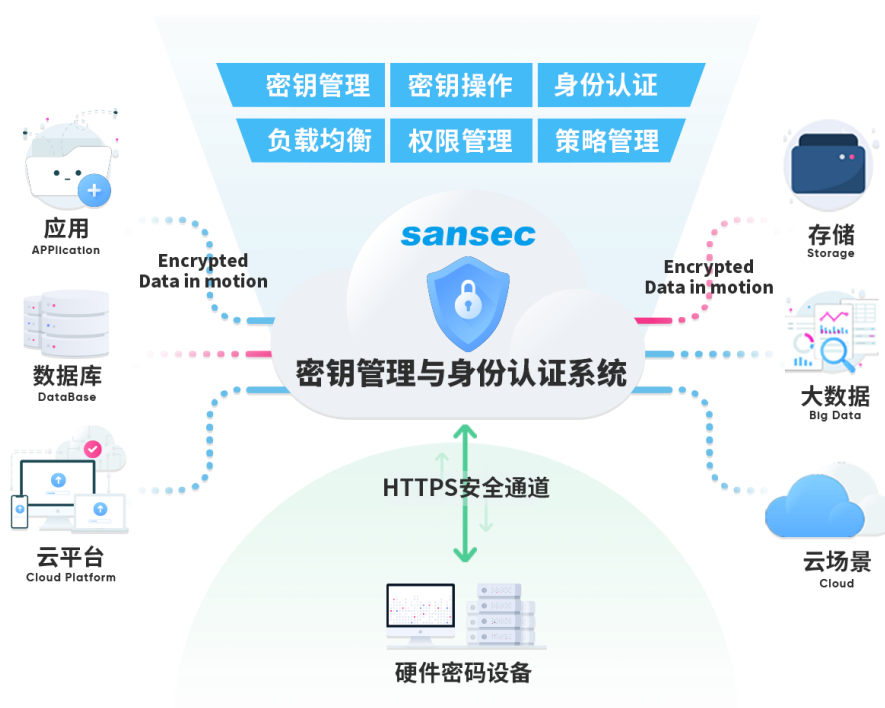 密钥管理 密钥操作 身份认证
负载均衡 权限管理 策略管理
sansec
密钥管理与身份认证系统
应用
APPlication
Encrypted
Data in motion
数据库
DataBase
云平台
Cloud Platform
存储
Storage
Encrypted
Data in motion
大数据
Big Data
云场景
Cloud
HTTPS安全通道
硬件密码设备